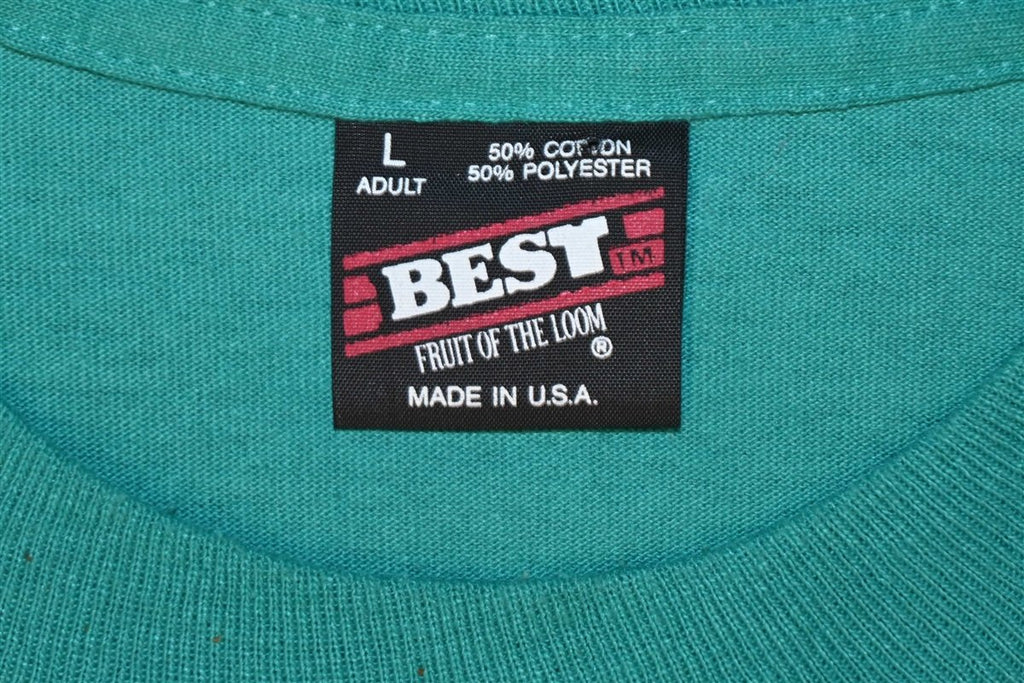 L
ADULT
50% COTTON
50% POLYESTER
BEST TM
FRUIT OF THE LOOM
®
MADE IN U.S.A.